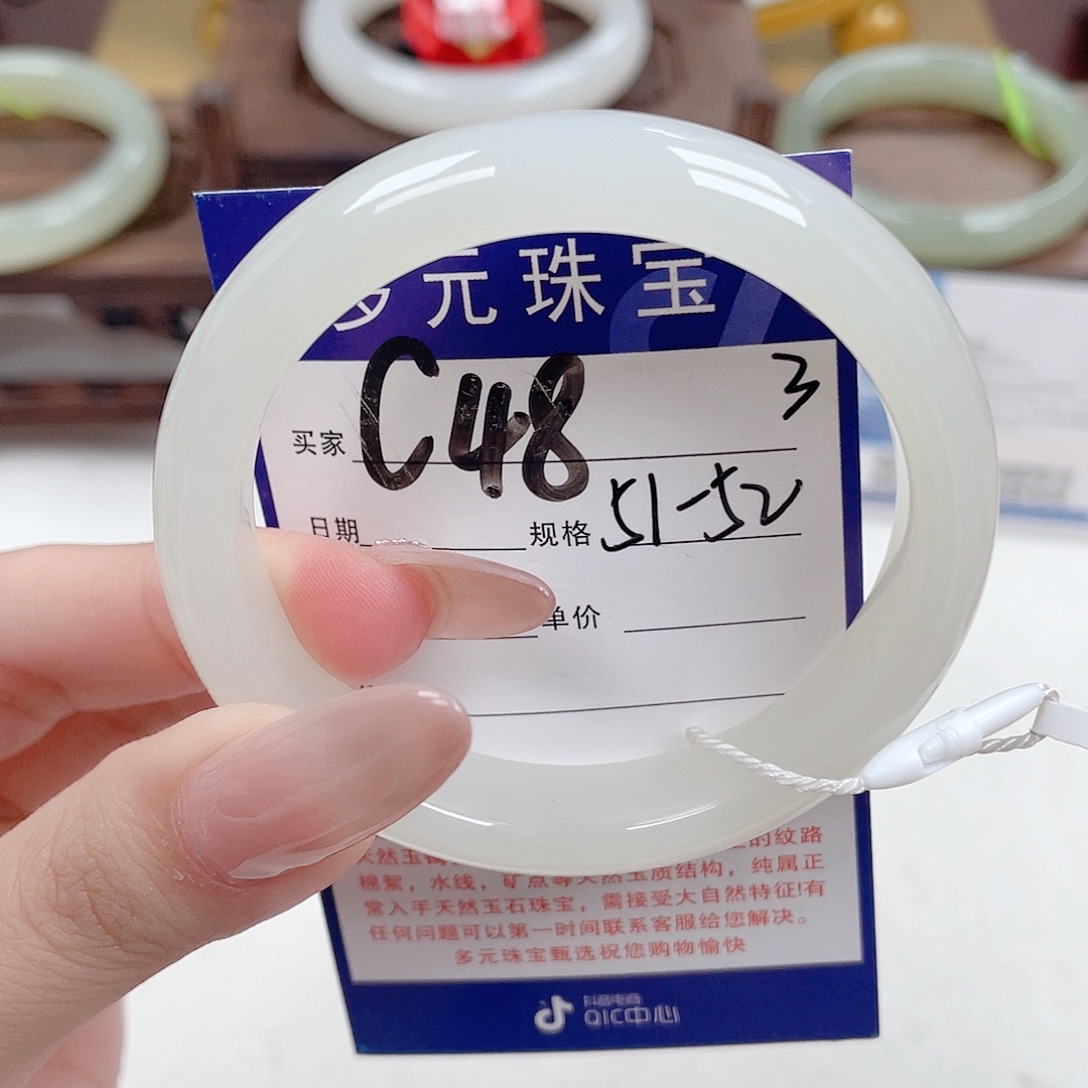 多元珠宝
3
买家 C48
日期 规格 51-52
单价
的纹路
天然玉
棉絮，水线，矿点等天然玉质结构，纯属正
常入手天然玉石珠宝，需接受大自然特征!有
任何问题可以第一时间联系客服给您解决。
多元珠宝甄选祝您购物愉快
抖音电商
QIC中心